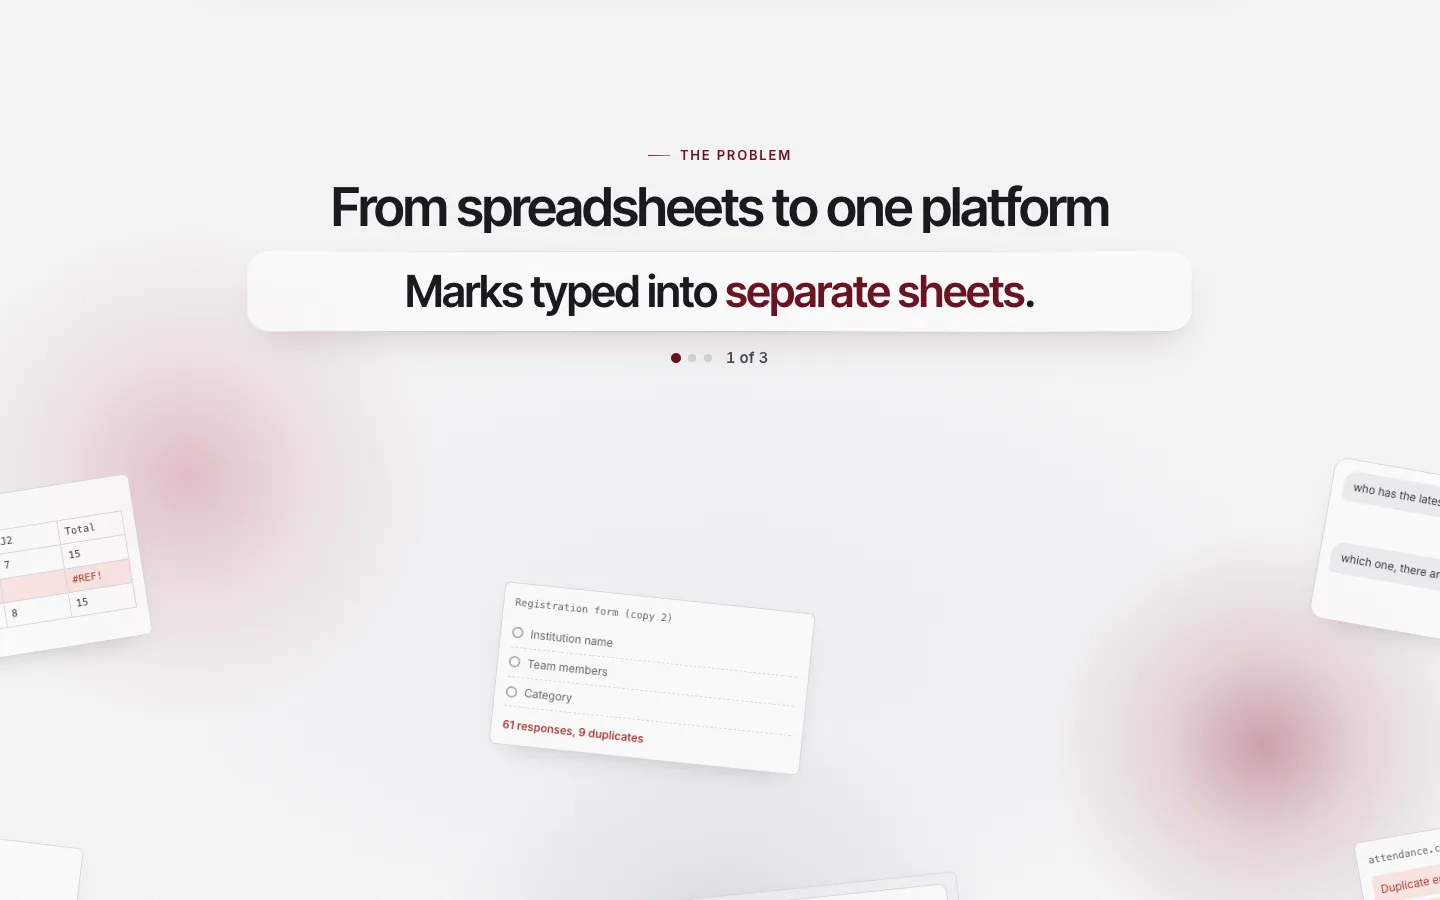 THE PROBLEM
From spreadsheets to one platform
Marks typed into separate sheets.
1 of 3
J2 Total
7 15
#REF!
8 15
Registration form (copy 2)
Institution name
Team members
Category
61 responses, 9 duplicates
who has the lates
which one, there ar
attendance.c
Duplicate e